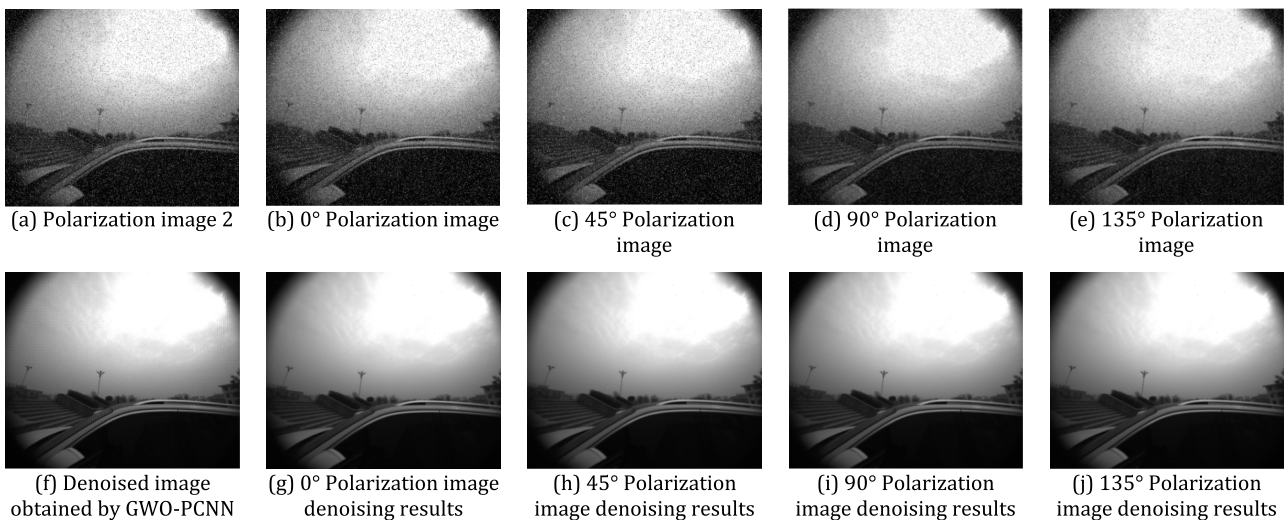 (a) Polarization image 2
(b) 0° Polarization image
(c) 45° Polarization
image
(d) 90° Polarization
image
(e) 135° Polarization
image
(f) Denoised image
obtained by GWO-PCNN
(g) 0° Polarization image
denoising results
(h) 45° Polarization
image denoising results
(i) 90° Polarization
image denoising results
(j) 135° Polarization
image denoising results